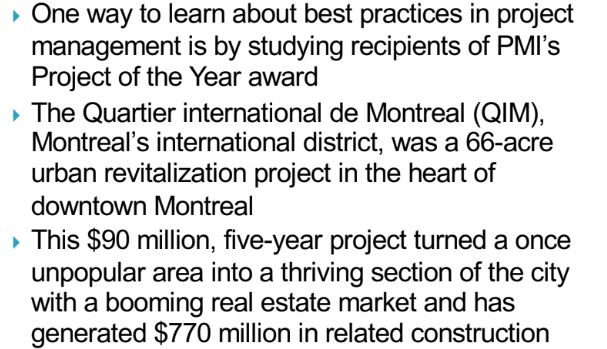 One way to learn about best practices in project
management is by studying recipients of PMI's
Project of the Year award
The Quartier international de Montreal (QIM),
Montreal's international district, was a 66-acre
urban revitalization project in the heart of
downtown Montreal
This $90 million, five-year project turned a once
unpopular area into a thriving section of the city
with a booming real estate market and has
generated $770 million in related construction